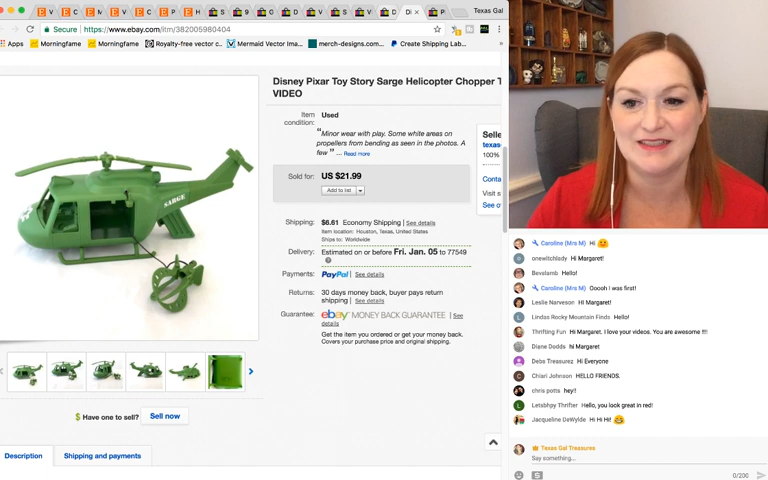 Texas Gal
Secure | https://www.ebay.com/itm/382005980404
Apps Morningfame Morningfame Royalty-free vector c... Mermaid Vector Ima... merch-designs.com... Create Shipping Lab...
Disney Pixar Toy Story Sarge Helicopter Chopper T
VIDEO
Item condition: Used
"Minor wear with play. Some white areas on
propellers from bending as seen in the photos. A
few " ... Read more
Sold for: US $21.99
Add to list
Shipping: $6.61 Economy Shipping | See details
Item location: Houston, Texas, United States
Ships to: Worldwide
Delivery: Estimated on or before Fri. Jan. 05 to 77549
Payments: PayPal | See details
Returns: 30 days money back, buyer pays return
shipping | See details
Guarantee: ebay MONEY BACK GUARANTEE | See
details
Get the item you ordered or get your money back.
Covers your purchase price and original shipping.
Selle
texas
100%
Conta
Visit s
See o
SARGE
Have one to sell? Sell now
Description Shipping and payments
Caroline (Mrs M) Hi
onewitchlady Hi Margaret!
Bevslamb Hello!
Caroline (Mrs M) Ooooh I was first!
Leslie Narveson Hi Margaret!
Lindas Rocky Mountain Finds Hello!
Thrifting Fun Hi Margaret. I love your videos. You are awesome !!!!
Diane Dodds hi Margaret
Debs Treasurez Hi Everyone
Chiari Johnson HELLO FRIENDS.
chris potts hey!!
Letsbhpy Thrifter Hello, you look great in red!
Jacqueline DeWylde Hi Hi Hi!
Texas Gal Treasures
Say something...
0/200